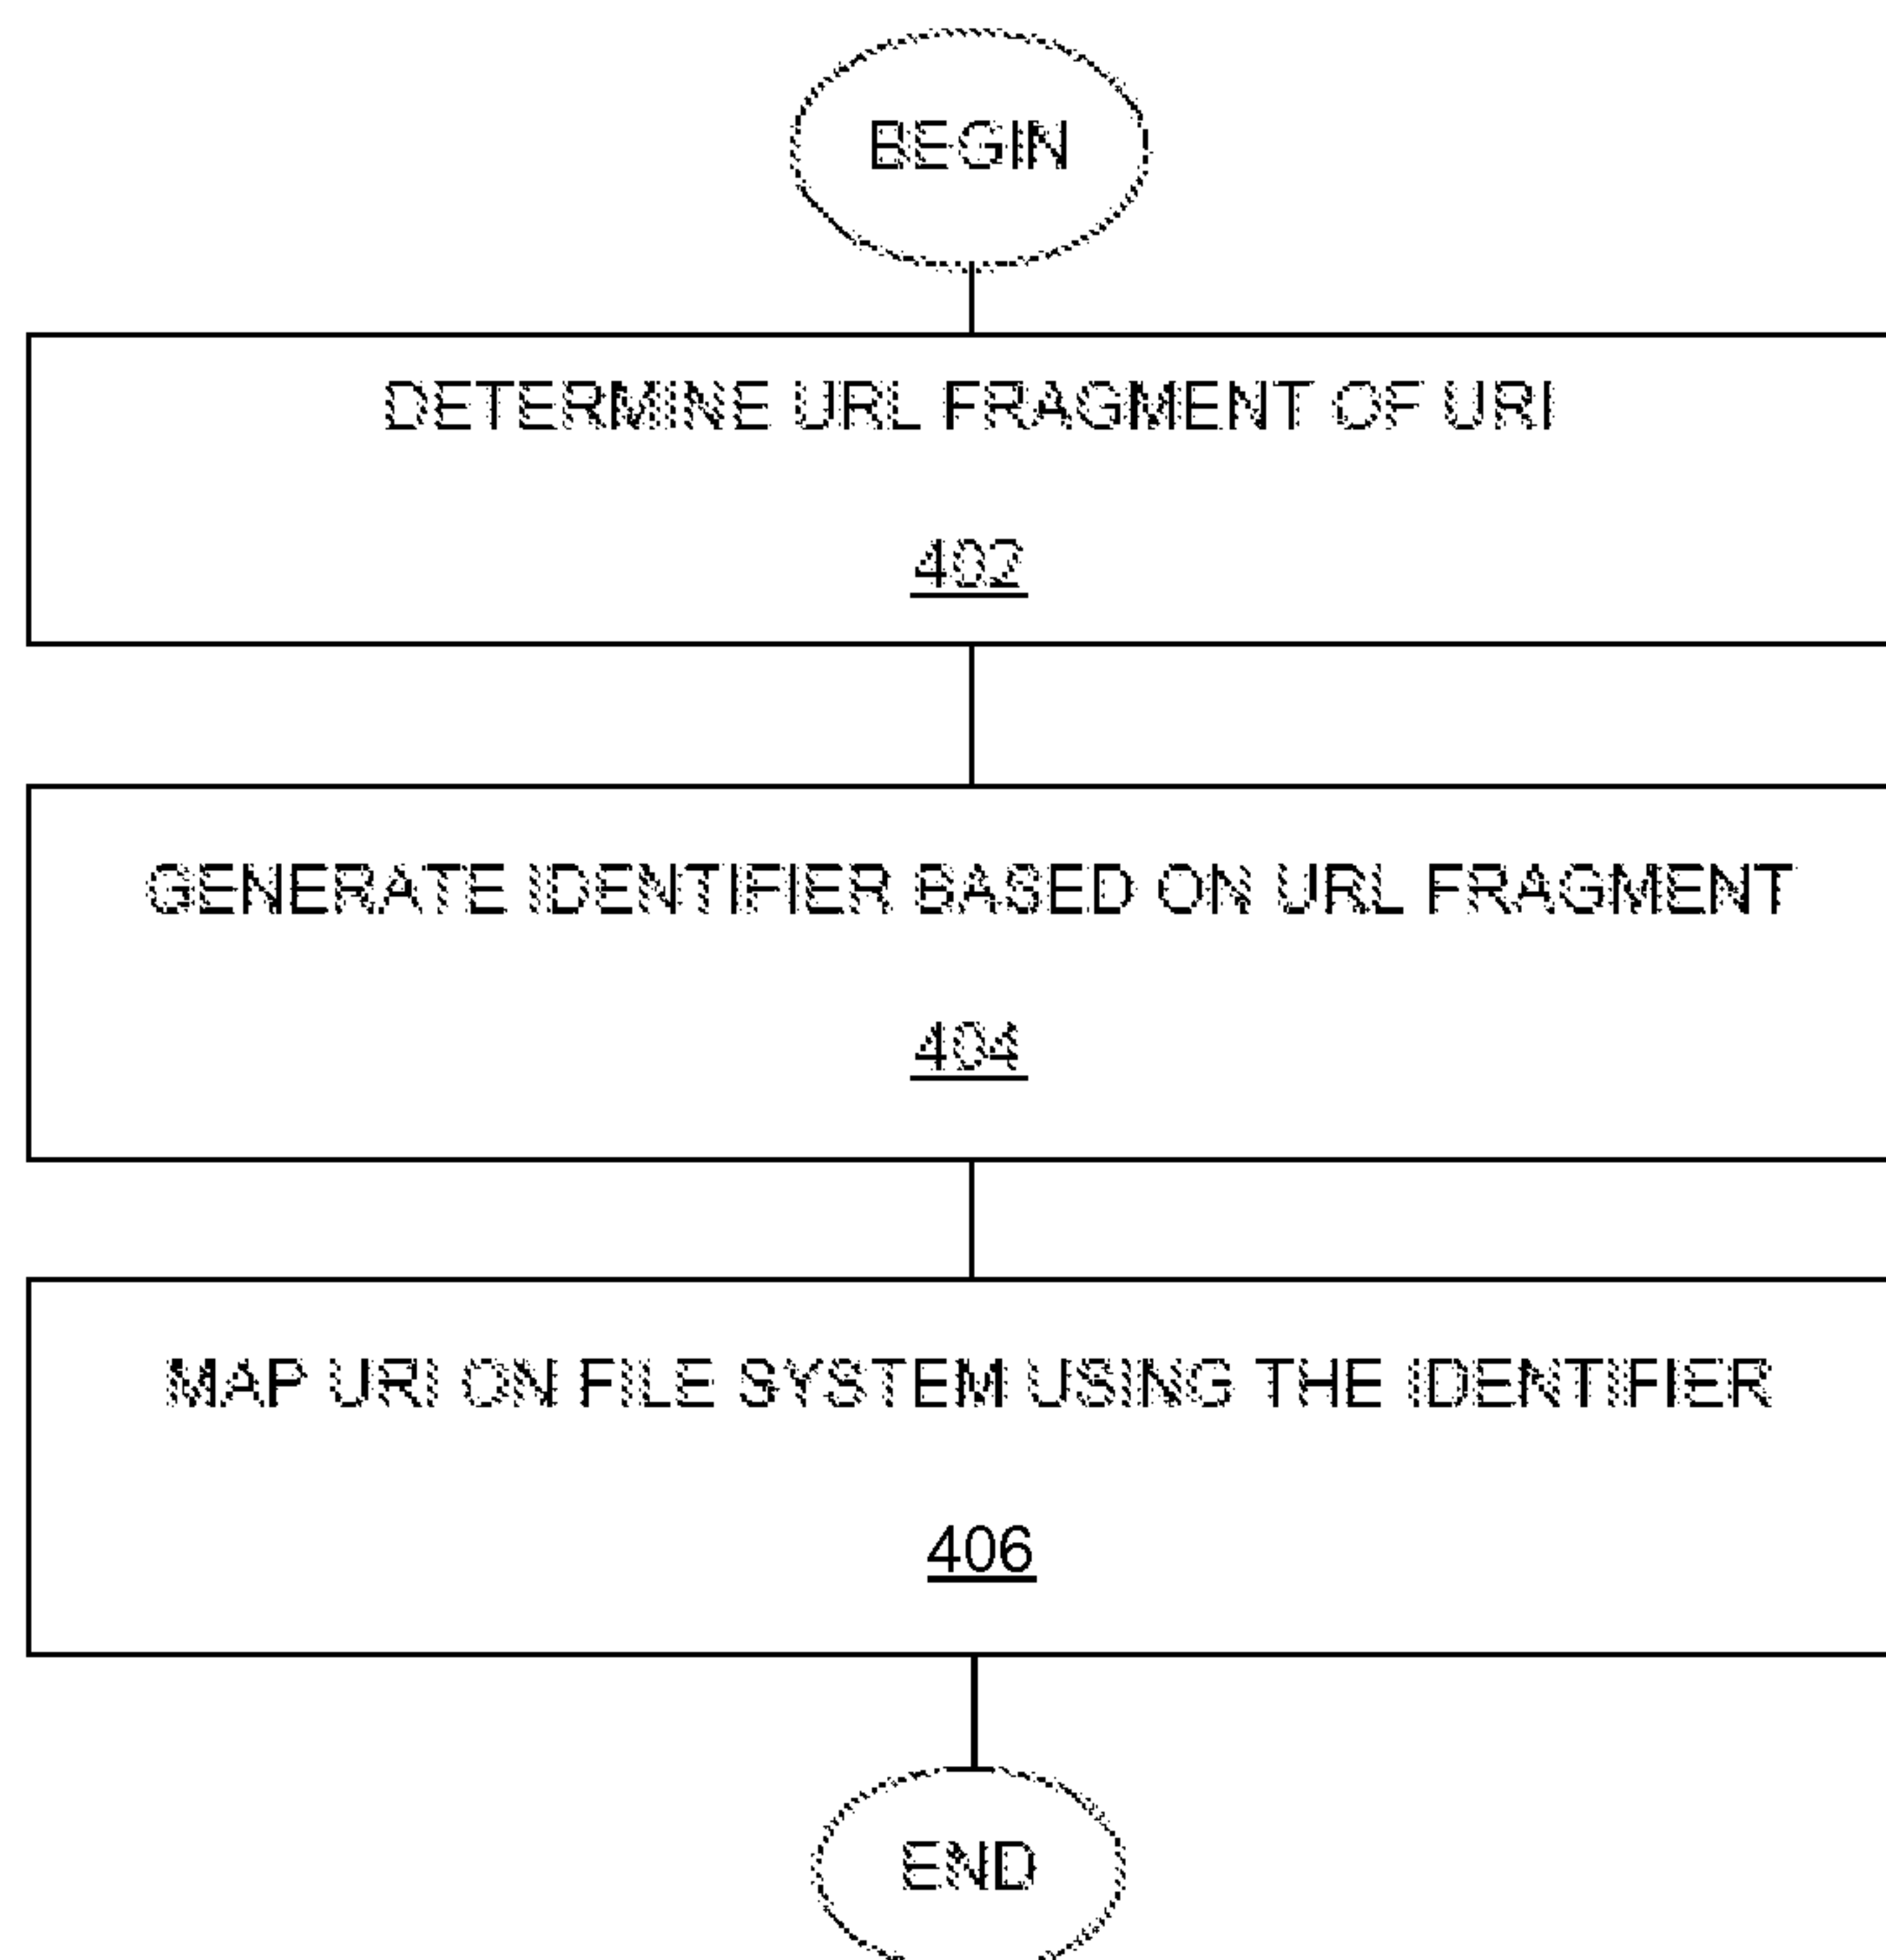 BEGIN
DETERMINE URL FRAGMENT OF URI
402
GENERATE IDENTIFIER BASED ON URL FRAGMENT
404
MAP URI ON FILE SYSTEM USING THE IDENTIFIER
406
END